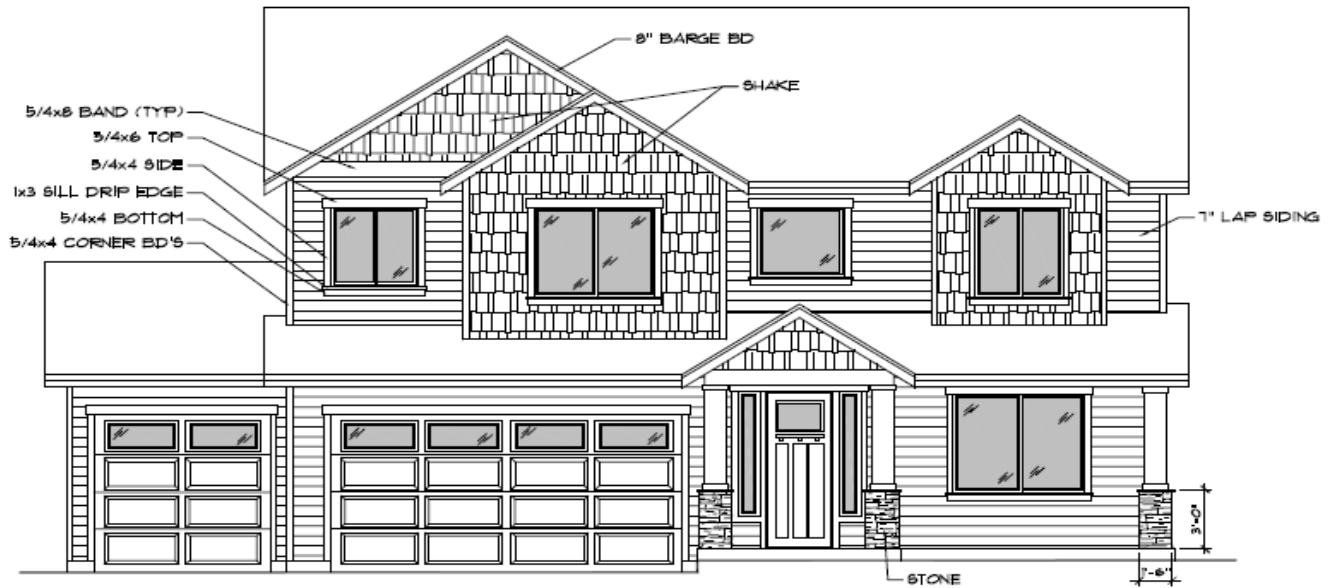 8" BARGE BD
SHAKE
5/4x8 BAND (TYP)
5/4x6 TOP
5/4x4 SIDE
1x3 SILL DRIP EDGE
5/4x4 BOTTOM
5/4x4 CORNER BD'S
7" LAP SIDING
3'-0"
STONE
1'-6"